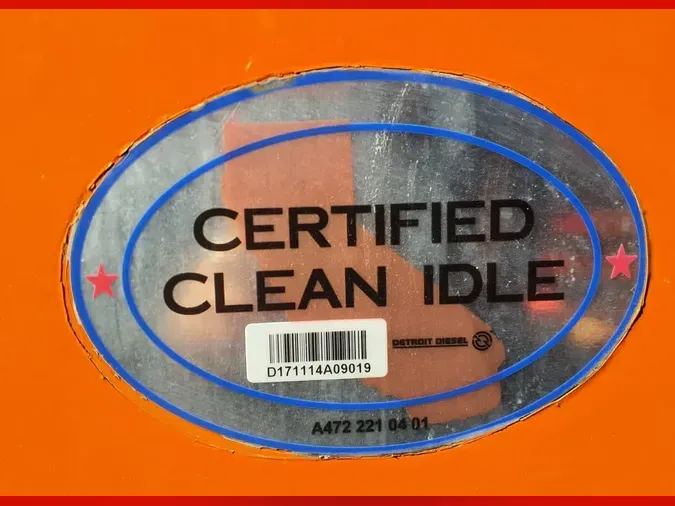 CERTIFIED
CLEAN IDLE
DETROIT DIESEL
D171114A09019
A472 221 04 01